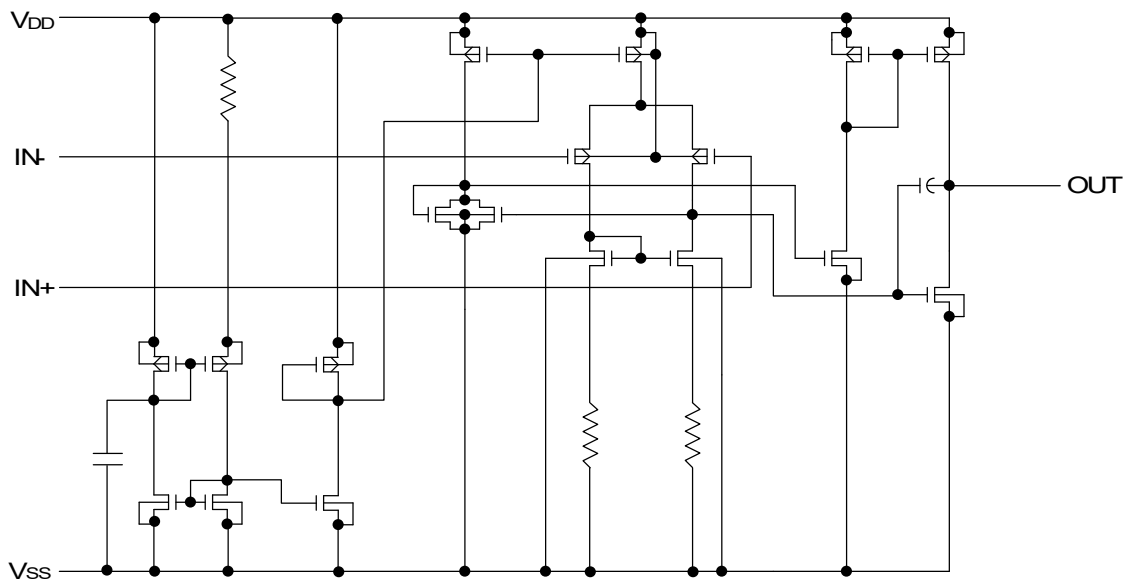 VDD
IN-
OUT
IN+
VSS